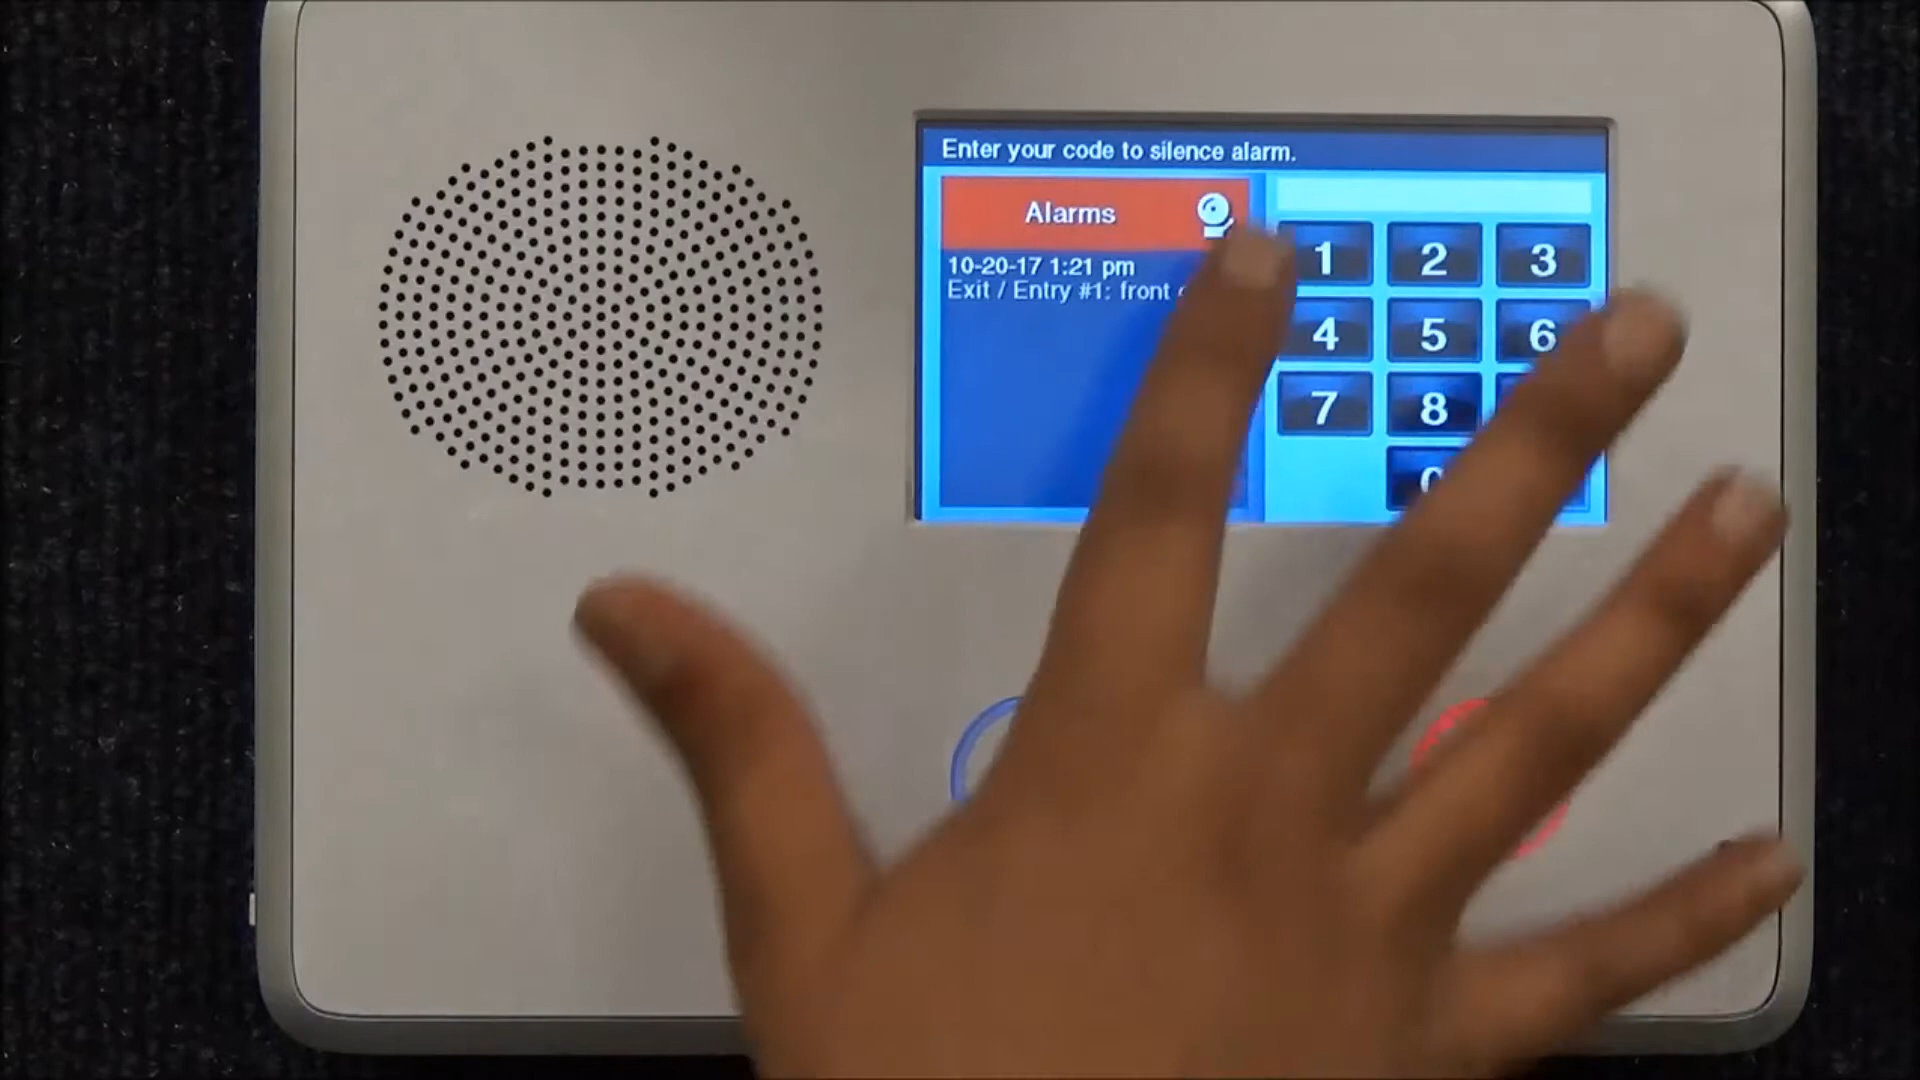 Enter your code to silence alarm.
Alarms
10-20-17 1:21 pm
Exit / Entry #1: front
1 2 3
4 5 6
7 8
0